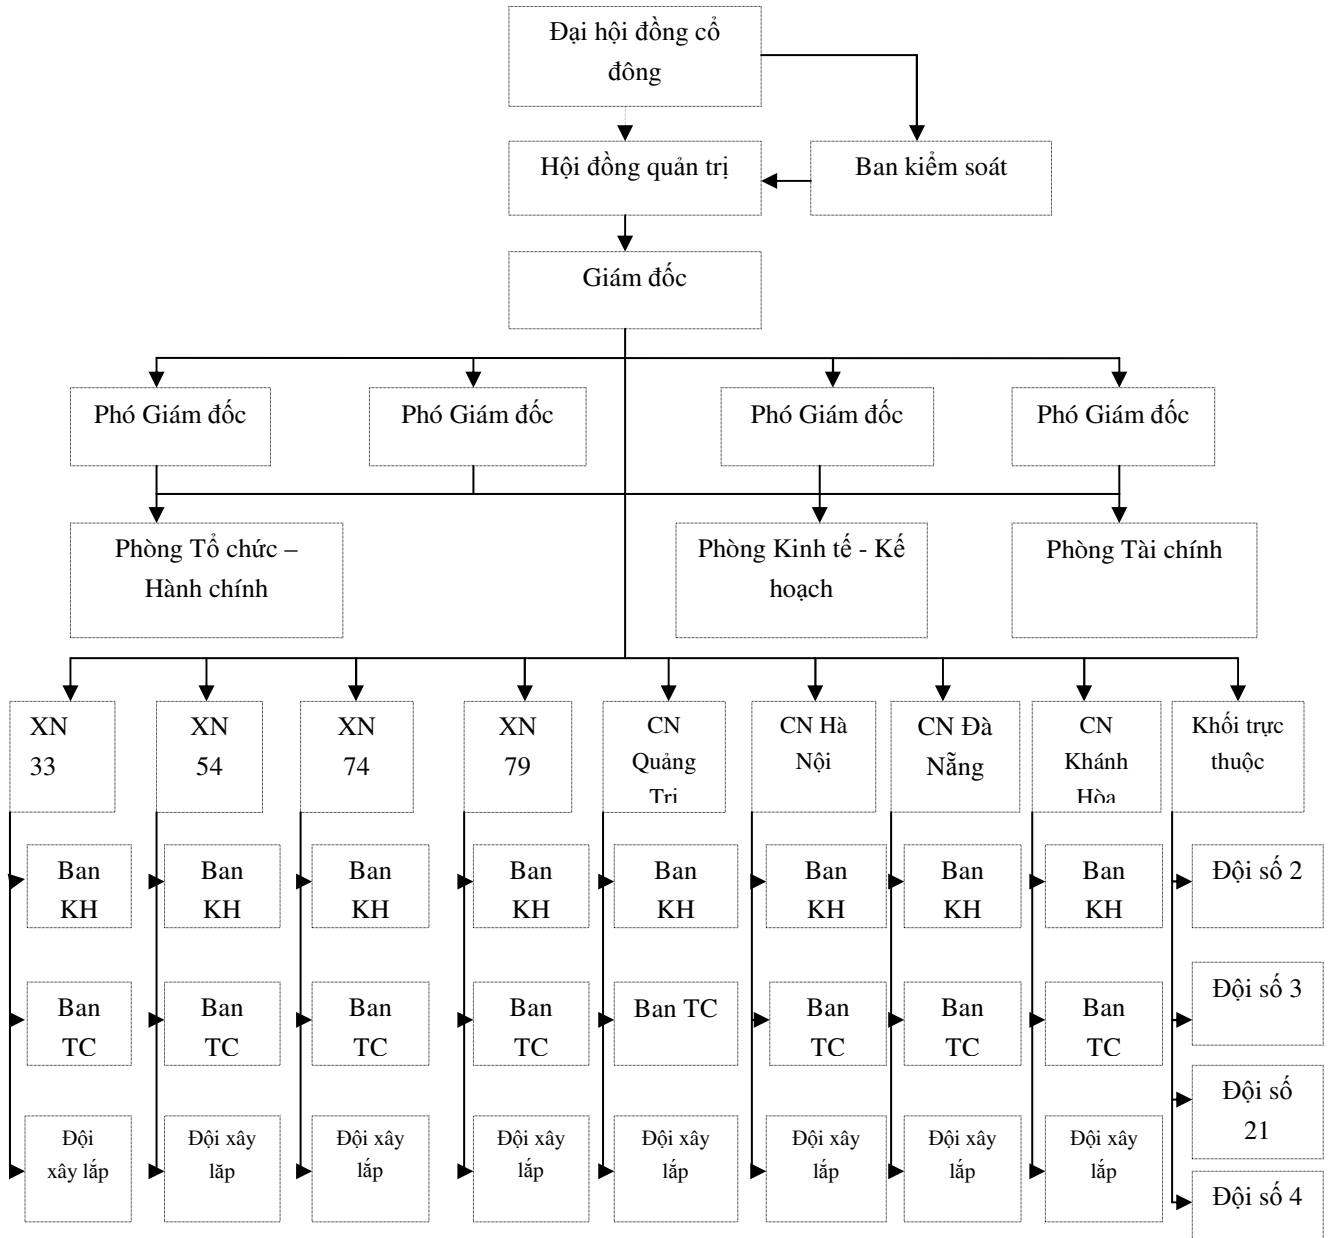 Đại hội đồng cổ
đông
Hội đồng quản trị
Ban kiểm soát
Giám đốc
Phó Giám đốc
Phó Giám đốc
Phó Giám đốc
Phó Giám đốc
Phòng Tổ chức –
Hành chính
Phòng Kinh tế - Kế
hoạch
Phòng Tài chính
XN
33
XN
54
XN
74
XN
79
CN
Quảng
Trị
CN Hà
Nội
CN Đà
Nẵng
CN
Khánh
Hòa
Khối trực
thuộc
Ban
KH
Ban
KH
Ban
KH
Ban
KH
Ban
KH
Ban
KH
Ban
KH
Ban
KH
Đội số 2
Ban
TC
Ban
TC
Ban
TC
Ban
TC
Ban TC
Ban
TC
Ban
TC
Ban
TC
Đội số 3
Đội
xây lắp
Đội xây
lăp
Đội xây
lắp
Đội xây
lắp
Đội xây
lắp
Đội xây
lắp
Đội xây
lắp
Đội xây
lắp
Đội số
21
Đội số 4